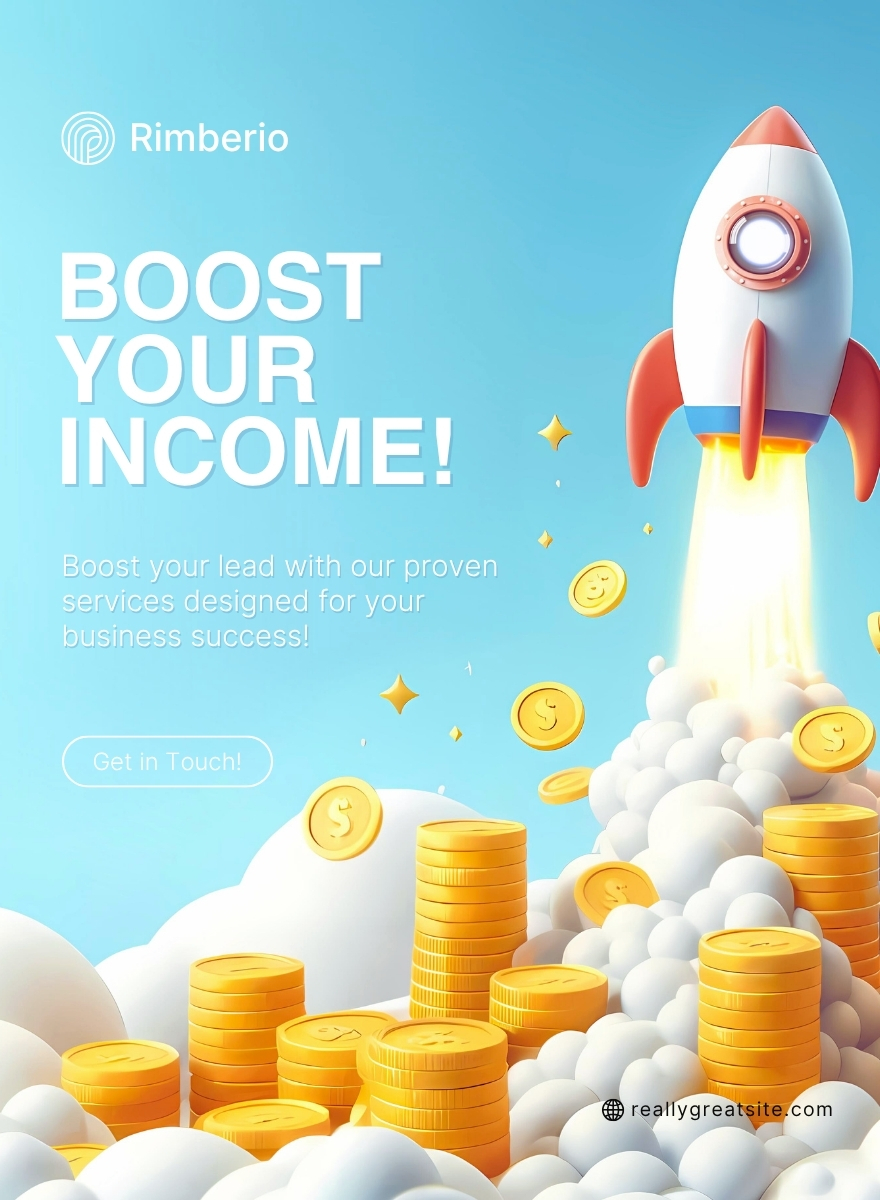 Rimberio
BOOST
YOUR
INCOME!
Boost your lead with our proven
services designed for your
business success!
Get in Touch!
reallygreatsite.com